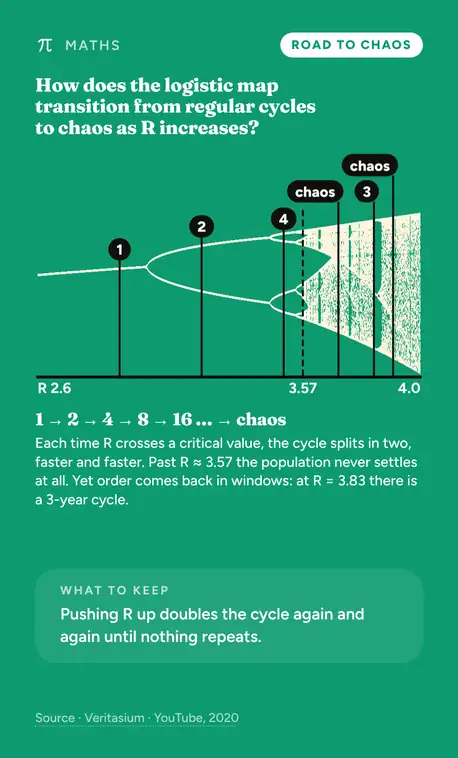 π MATHS
ROAD TO CHAOS
How does the logistic map
transition from regular cycles
to chaos as R increases?
chaos
chaos
3
4
2
1
R 2.6
3.57
4.0
1 → 2 → 4 → 8 → 16 ... → chaos
Each time R crosses a critical value, the cycle splits in two,
faster and faster. Past R ≈ 3.57 the population never settles
at all. Yet order comes back in windows: at R = 3.83 there is
a 3-year cycle.
WHAT TO KEEP
Pushing R up doubles the cycle again and
again until nothing repeats.
Source · Veritasium · YouTube, 2020